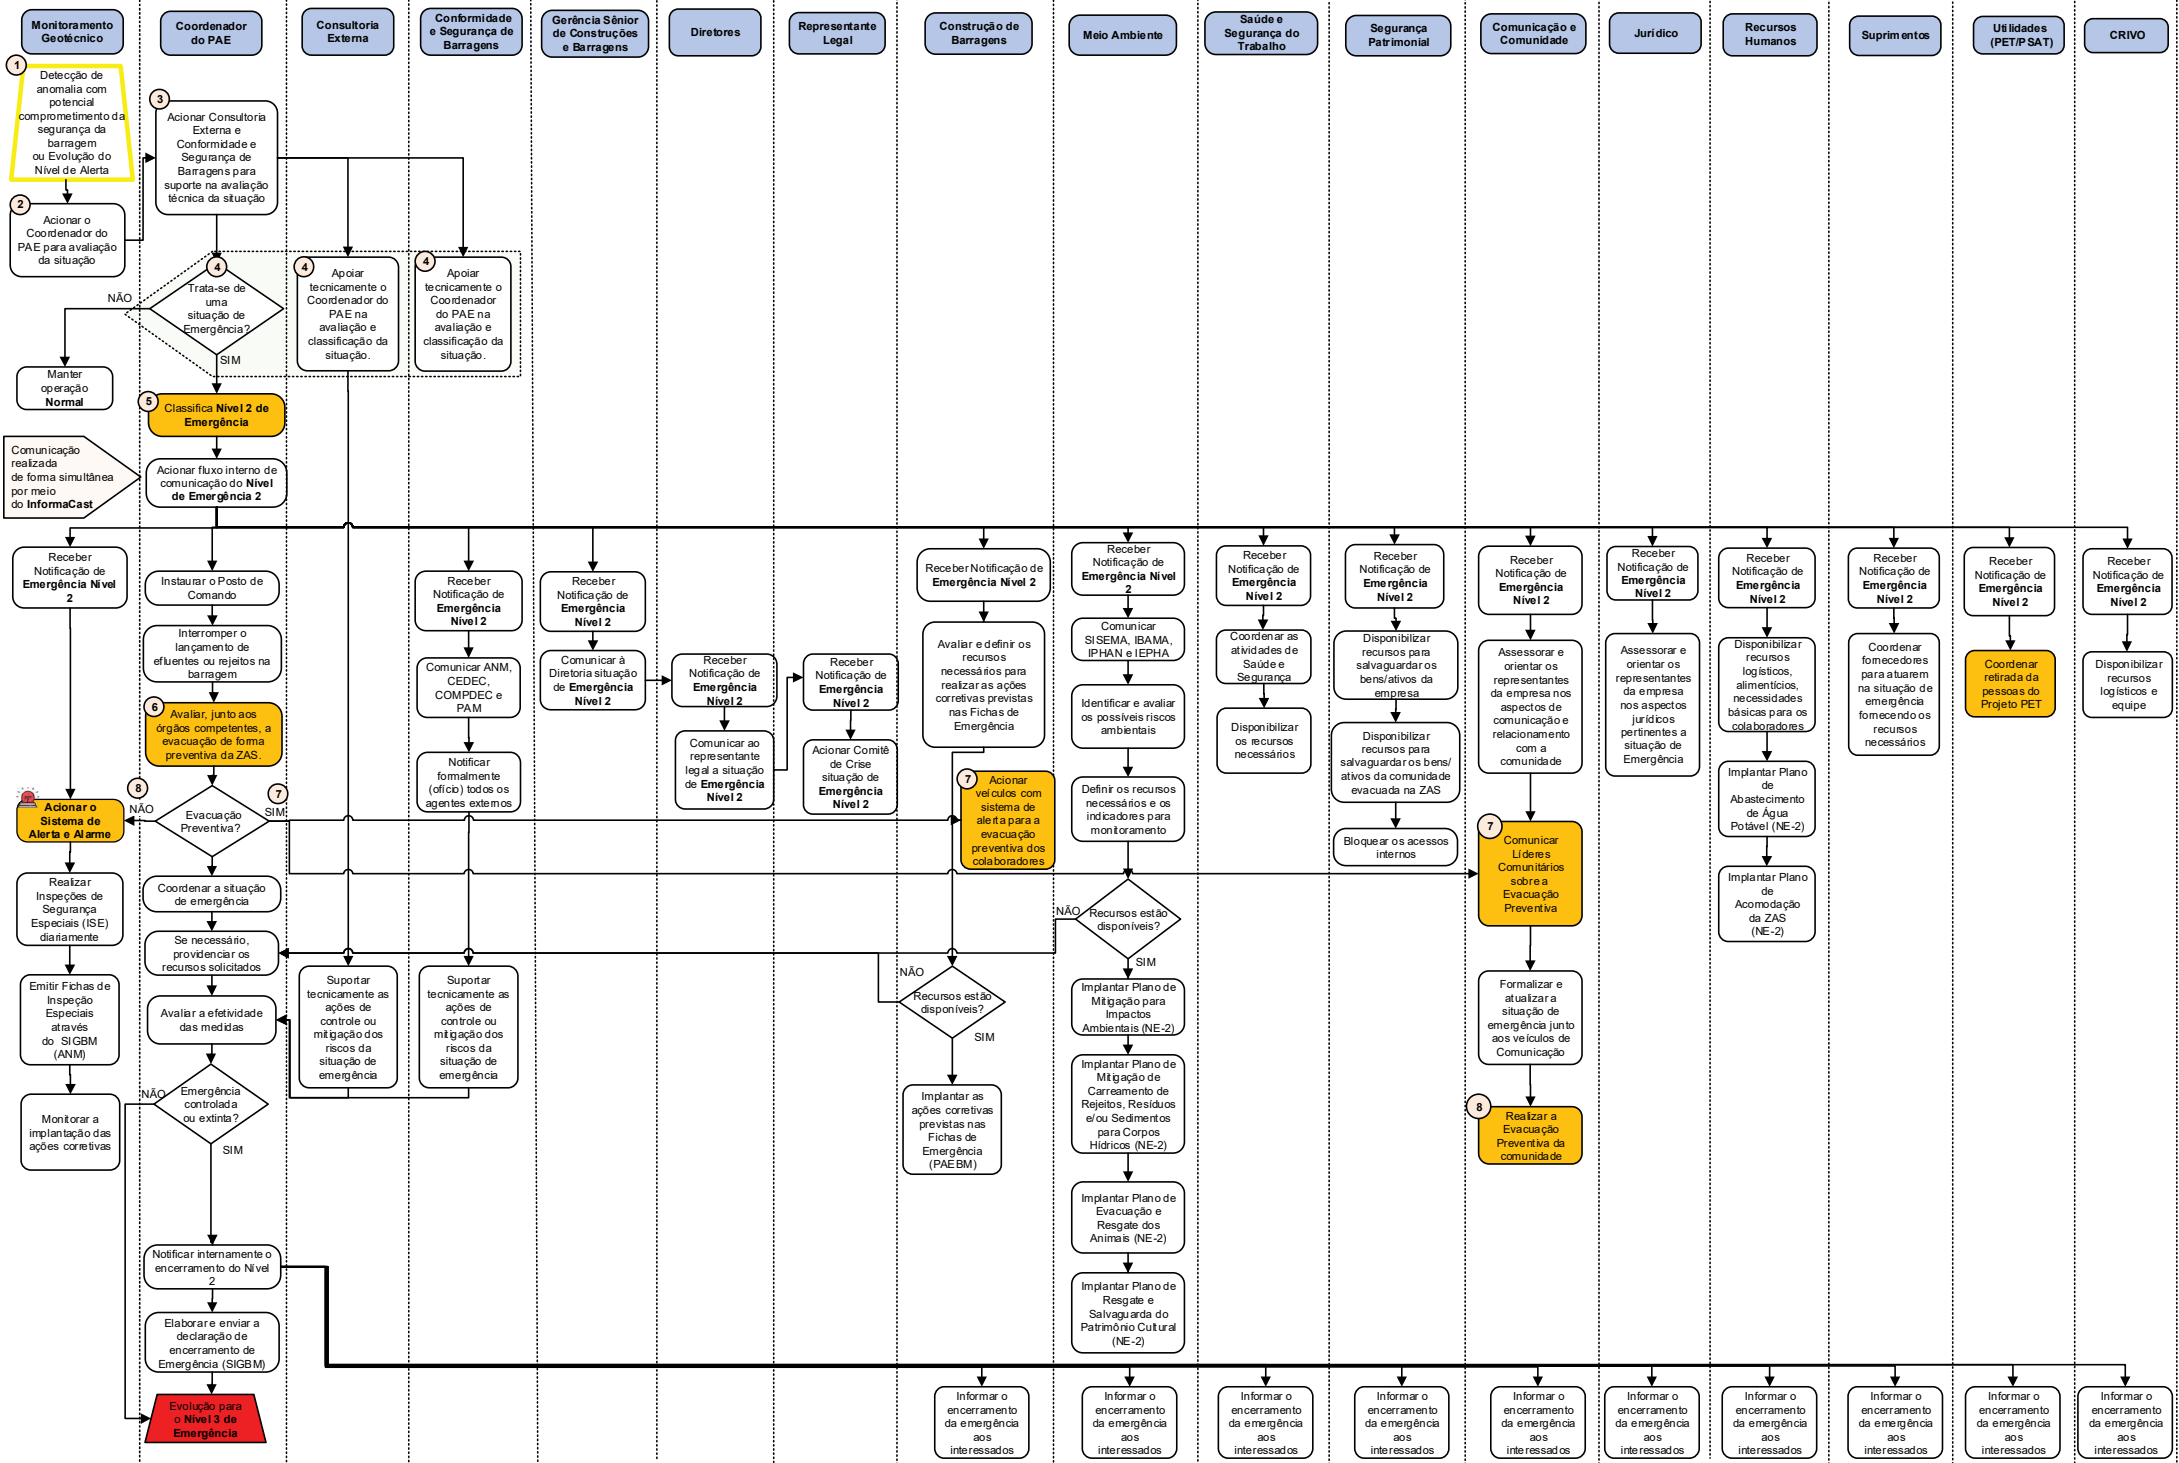 Monitoramento
Geotécnico
Coordenador
do PAE
Consultoria
Externa
Conformidade
e Segurança de
Barragens
Gerência Sênior
de Construções
e Barragens
Diretores
Representante
Legal
Construção de
Barragens
Meio Ambiente
Saúde e
Segurança do
Trabalho
Segurança
Patrimonial
Comunicação e
Comunidade
Jurídico
Recursos
Humanos
Suprimentos
Utilidades
(PET/PSAT)
CRIVO
1
Detecção de
anomalia com
potencial
comprometimento da
segurança da
barragem
ou Evolução do
Nível de Alerta
2
Acionar o
Coordenador do
PAE para avaliação
da situação
3
Acionar Consultoria
Externa e
Conformidade e
Segurança de
Barragens para
suporte na avaliação
técnica da situação
4
Trata-se de
uma
situação de
Emergência?
NÃO
SIM
4
Apoiar
tecnicamente o
Coordenador do
PAE na
avaliação e
classificação da
situação.
4
Apoiar
tecnicamente o
Coordenador
do PAE na
avaliação e
classificação da
situação.
Manter
operação
Normal
5
Classifica Nível 2 de
Emergência
Comunicação
realizada
de forma simultânea
por meio
do InformaCast
Acionar fluxo interno de
comunicação do Nível
de Emergência 2
Receber
Notificação de
Emergência Nível
2
Instaurar o Posto de
Comando
Interromper o
lançamento de
efluentes ou rejeitos na
barragem
6
Avaliar, junto aos
órgãos competentes, a
evacuação de forma
preventiva da ZAS.
8
NÃO
7
SIM
Evacuação
Preventiva?
Acionar o
Sistema de
Alerta e Alarme
Realizar
Inspeções de
Segurança
Especiais (ISE)
diariamente
Emitir Fichas de
Inspeção
Especiais
através
do SIGBM
(ANM)
Monitorar a
implantação das
ações corretivas
Coordenar a situação
de emergência
Se necessário,
providenciar os
recursos solicitados
Avaliar a efetividade
das medidas
NÃO
Emergência
controlada
ou extinta?
SIM
Notificar internamente o
encerramento do Nível
2
Elaborar e enviar a
declaração de
encerramento de
Emergência (SIGBM)
Evolução para
o Nível 3 de
Emergência
Suportar
tecnicamente as
ações de
controle ou
mitigação dos
riscos da
situação de
emergência
Receber
Notificação de
Emergência
Nível 2
Comunicar ANM,
CEDEC,
COMPDEC e
PAM
Notificar
formalmente
(ofício) todos os
agentes externos
Suportar
tecnicamente as
ações de
controle ou
mitigação dos
riscos da
situação de
emergência
Receber
Notificação de
Emergência
Nível 2
Comunicar à
Diretoria situação
de Emergência
Nível 2
Receber
Notificação de
Emergência
Nível 2
Comunicar ao
representante
legal a situação
de Emergência
Nível 2
Receber
Notificação de
Emergência
Nível 2
Acionar Comitê
de Crise
situação de
Emergência
Nível 2
Receber Notificação de
Emergência Nível 2
Avaliar e definir os
recursos
necessários para
realizar as ações
corretivas previstas
nas Fichas de
Emergência
7
Acionar
veículos com
sistema de
alerta para a
evacuação
preventiva dos
colaboradores
NÃO
Recursos estão
disponíveis?
SIM
Implantar as
ações corretivas
previstas nas
Fichas de
Emergência
(PAEBM)
Receber
Notificação de
Emergência Nível
2
Comunicar
SISEMA, IBAMA,
IPHAN e IEPHA
Identificar e avaliar
os possíveis riscos
ambientais
Definir os recursos
necessários e os
indicadores para
monitoramento
NÃO
Recursos estão
disponíveis?
SIM
Implantar Plano de
Mitigação para
Impactos
Ambientais (NE-2)
Implantar Plano de
Mitigação de
Carreamento de
Rejeitos, Resíduos
e/ou Sedimentos
para Corpos
Hídricos (NE-2)
Implantar Plano de
Evacuação e
Resgate dos
Animais (NE-2)
Implantar Plano de
Resgate e
Salvaguarda do
Patrimônio Cultural
(NE-2)
Receber
Notificação de
Emergência
Nível 2
Coordenar as
atividades de
Saúde e
Segurança
Disponibilizar
os recursos
necessários
Receber
Notificação de
Emergência
Nível 2
Disponibilizar
recursos para
salvaguardar os
bens/ativos da
empresa
Disponibilizar
recursos para
salvaguardar os bens/
ativos da comunidade
evacuada na ZAS
Bloquear os acessos
internos
Receber
Notificação de
Emergência
Nível 2
Assessorar e
orientar os
representantes
da empresa nos
aspectos de
comunicação e
relacionamento
com a
comunidade
7
Comunicar
Líderes
Comunitários
sobre a
Evacuação
Preventiva
Formalizar e
atualizar a
situação de
emergência junto
aos veículos de
Comunicação
8
Realizar a
Evacuação
Preventiva da
comunidade
Receber
Notificação de
Emergência
Nível 2
Assessorar e
orientar os
representantes
da empresa
nos aspectos
jurídicos
pertinentes a
situação de
Emergência
Receber
Notificação de
Emergência
Nível 2
Disponibilizar
recursos
logísticos,
alimentícios,
necessidades
básicas para os
colaboradores
Implantar Plano
de
Abastecimento
de Água
Potável (NE-2)
Implantar Plano
de
Acomodação
da ZAS
(NE-2)
Receber
Notificação de
Emergência
Nível 2
Coordenar
fornecedores
para atuarem
na situação de
emergência
fornecendo os
recursos
necessários
Receber
Notificação de
Emergência
Nível 2
Coordenar
retirada da
pessoas do
Projeto PET
Receber
Notificação de
Emergência
Nível 2
Disponibilizar
recursos
logísticos e
equipe
Informar o
encerramento
da emergência
aos
interessados
Informar o
encerramento
da emergência
aos
interessados
Informar o
encerramento
da emergência
aos
interessados
Informar o
encerramento
da emergência
aos
interessados
Informar o
encerramento
da emergência
aos
interessados
Informar o
encerramento
da emergência
aos
interessados
Informar o
encerramento
da emergência
aos
interessados
Informar o
encerramento
da emergência
aos
interessados
Informar o
encerramento
da emergência
aos
interessados
Informar o
encerramento
da emergência
aos
interessados